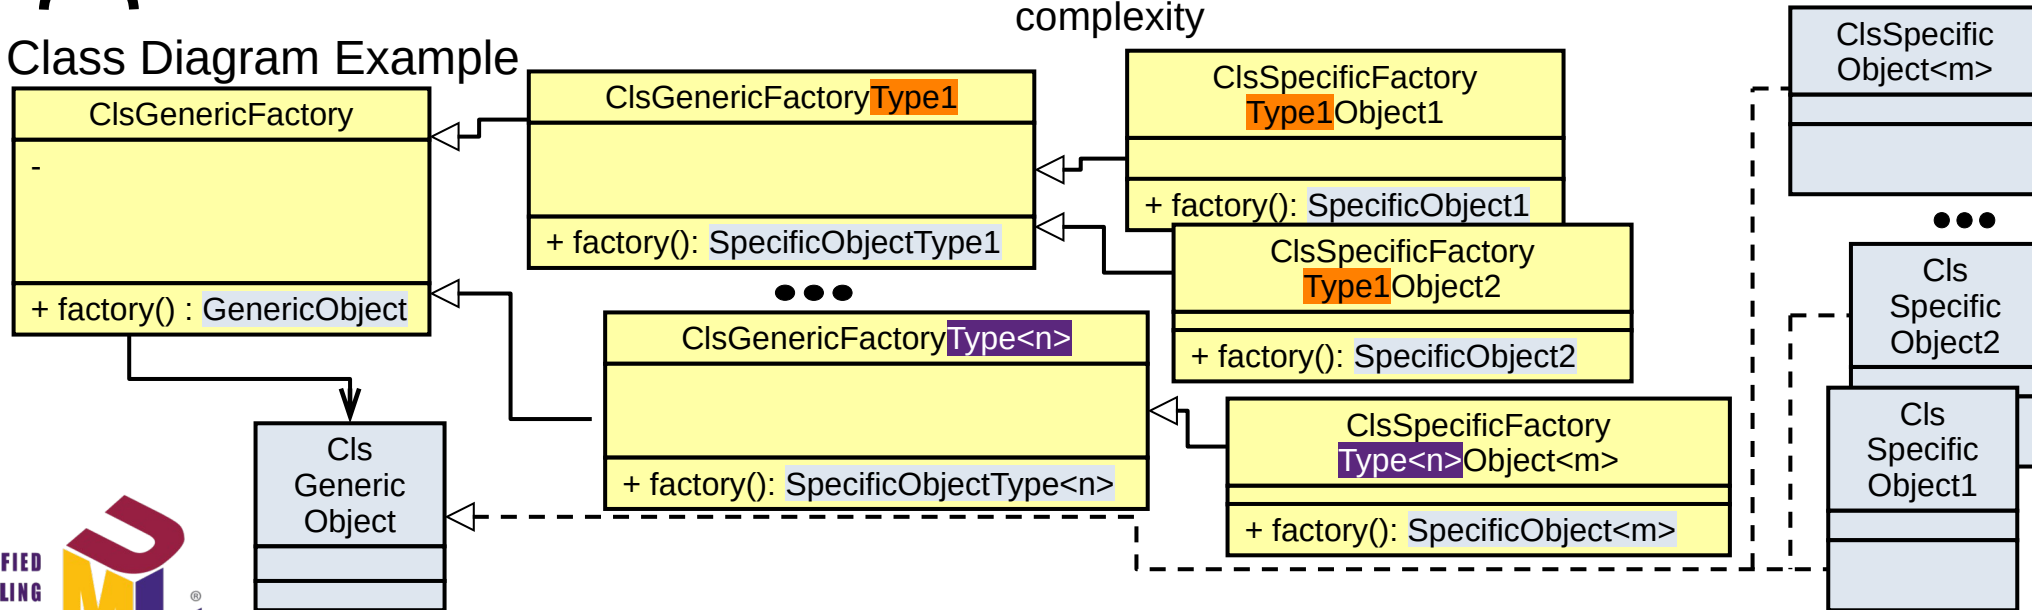 complexity
Class Diagram Example
ClsGenericFactory
-
+ factory() : GenericObject
ClsGenericFactoryType1
+ factory(): SpecificObjectType1
ClsGenericFactoryType<n>
+ factory(): SpecificObjectType<n>
ClsSpecificFactory
Type1Object1
+ factory(): SpecificObject1
ClsSpecificFactory
Type1Object2
+ factory(): SpecificObject2
ClsSpecificFactory
Type<n>Object<m>
+ factory(): SpecificObject<m>
ClsSpecific
Object<m>
Cls
Specific
Object2
Cls
Specific
Object1
Cls
Generic
Object
FIED
LING
®